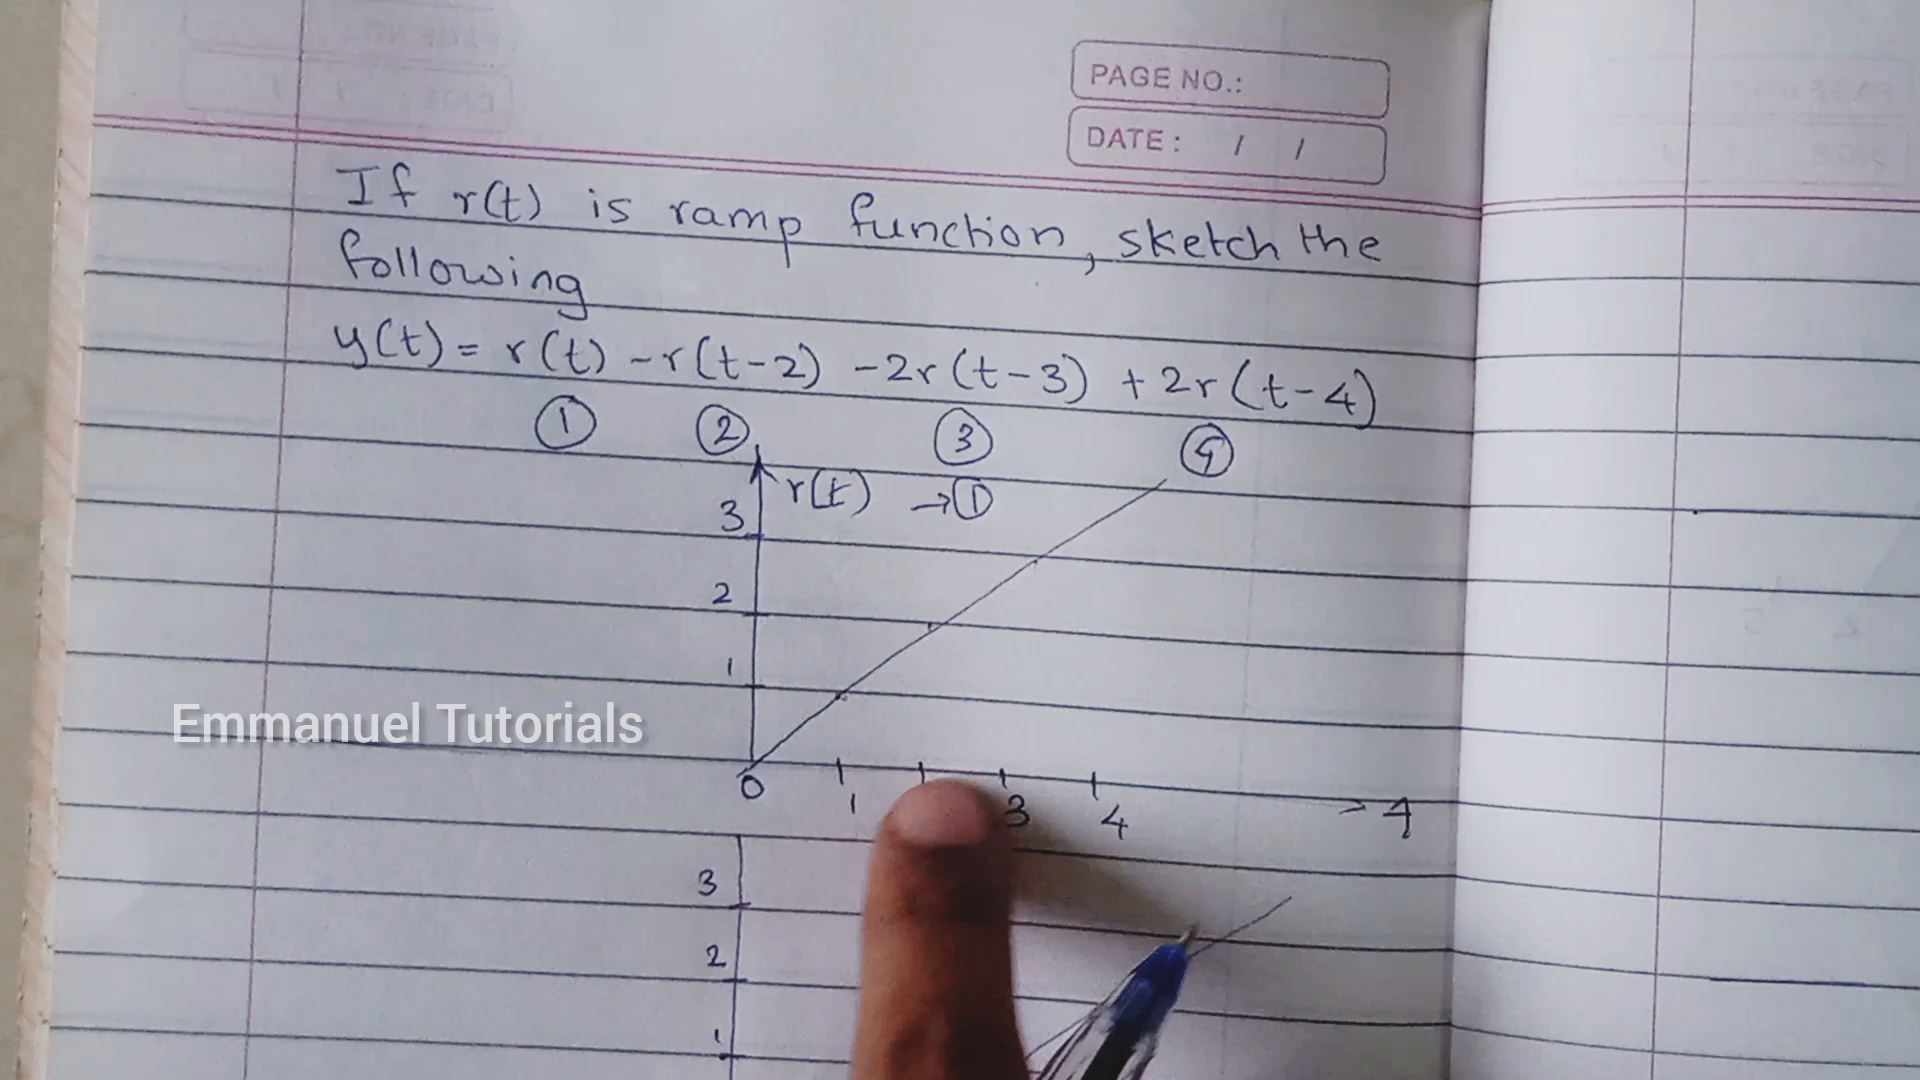 PAGE NO.:
DATE : / /
If r(t) is ramp function, sketch the
following
y(t) = r(t) - r(t-2) - 2r(t-3) + 2r(t-4)
① ② ③ ④
r(t) → ①
3
2
1
0 1 3 4
3
2
1
Emmanuel Tutorials